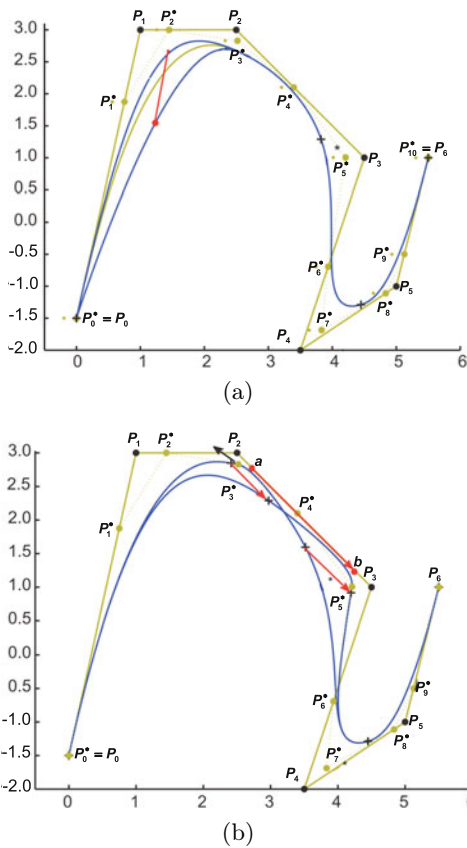 P₁ P₂• P₂
3.0
P₃•
2.5
P₄•
2.0 P₁•
1.5
1.0 P₃ P₁₀• = P₆
P₅•
0.5
0.0
-0.5 P₉•
P₆•
-1.0 P₅
P₈•
-1.5 P₀• = P₀ P₇•
P₄
-2.0
0 1 2 3 4 5 6
(a)
P₁ P₂• P₂
3.0
a
2.5 P₃•
P₄•
2.0 P₁•
1.5
b
P₃ P₆
1.0
P₅•
0.5
0.0
-0.5 P₆• P₉•
-1.0 P₅
P₈•
-1.5 P₀• = P₀ P₇•
P₄
-2.0
0 1 2 3 4 5
(b)